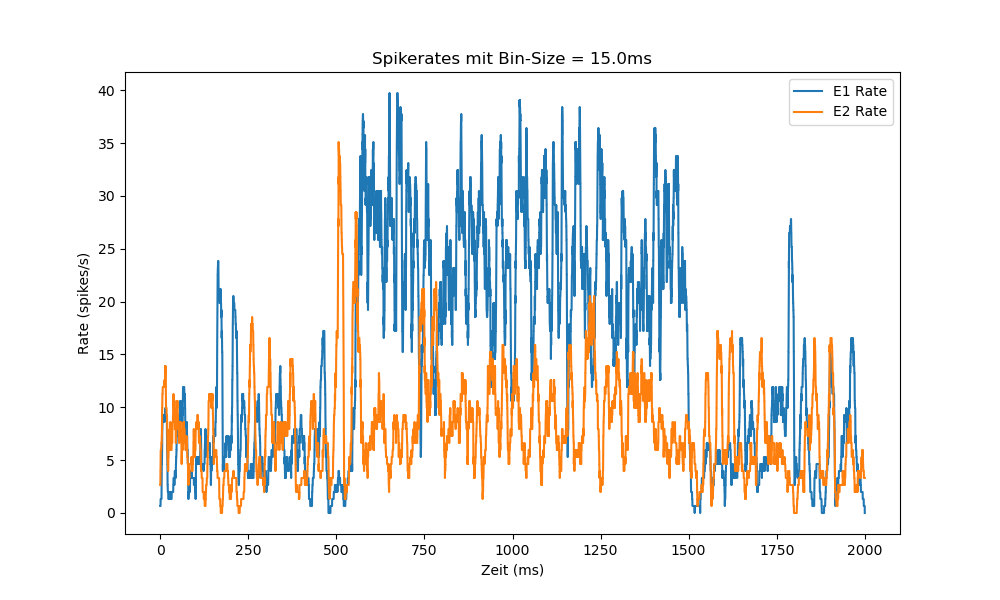 Spikerates mit Bin-Size = 15.0ms
E1 Rate
E2 Rate
Rate (spikes/s)
40
35
30
25
20
15
10
5
0
0 250 500 750 1000 1250 1500 1750 2000
Zeit (ms)